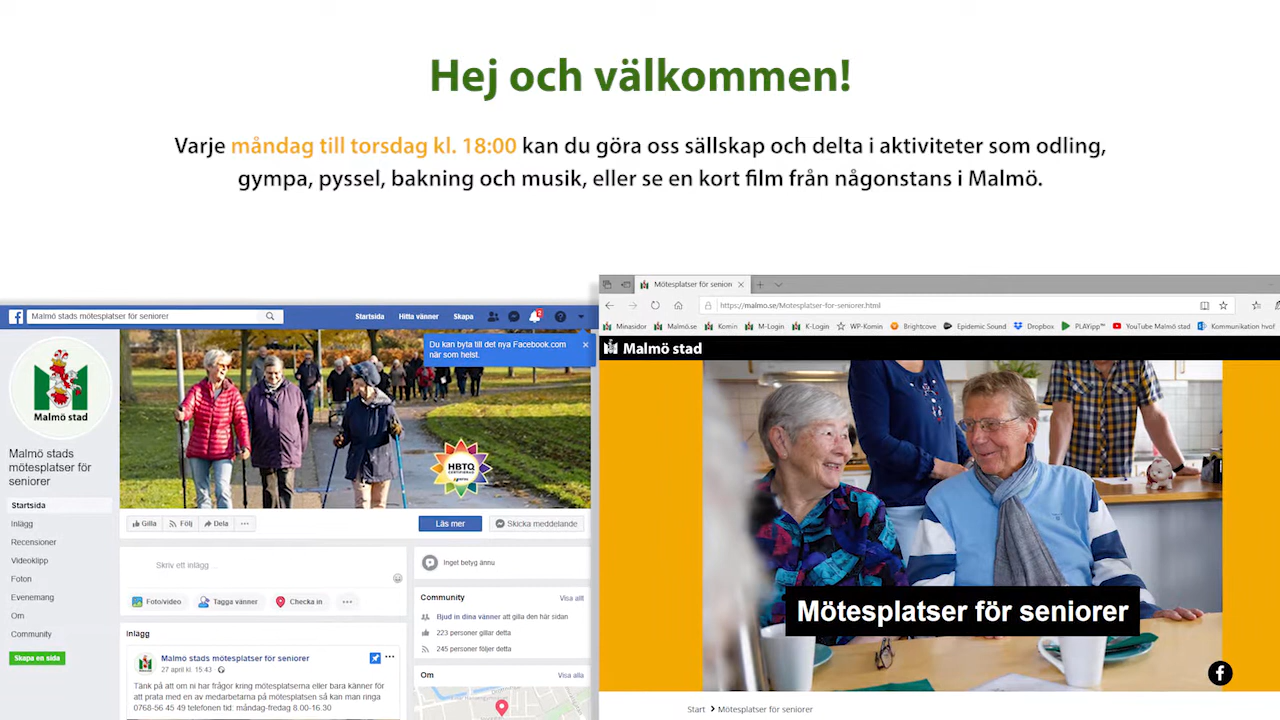 Hej och välkommen!
Varje måndag till torsdag kl. 18:00 kan du göra oss sällskap och delta i aktiviteter som odling,
gympa, pyssel, bakning och musik, eller se en kort film från någonstans i Malmö.
Malmö stads mötesplatser för seniorer
Startsida
Hitta vänner
Skapa
2
Du kan byta till det nya Facebook.com
när som helst.
Malmö stad
HBTQ
CERTIFIERAD
Malmö stads
mötesplatser för
seniorer
Startsida
Inlägg
Recensioner
Videoklipp
Foton
Evenemang
Om
Community
Skapa en sida
Gilla
Följ
Dela
Läs mer
Skicka meddelande
Skriv ett inlägg ...
Foto/video
Tagga vänner
Checka in
Inlägg
Malmö stads mötesplatser för seniorer
27 april kl. 15:43
Tänk på att om ni har frågor kring mötesplatserna eller bara känner för
att prata med en av medarbetarna på mötesplatsen så kan man ringa
0768-56 45 49 telefonen tid: måndag-fredag 8.00-16.30
Inget betyg ännu
Community
Visa allt
Bjud in dina vänner att gilla den här sidan
223 personer gillar detta
245 personer följer detta
Om
Visa alla
Mötesplatser för senior
https://malmo.se/Motesplatser-for-seniorer.html
Minasidor
Malmö.se
Komin
M-Login
K-Login
WP-Komin
Brightcove
Epidemic Sound
Dropbox
PLAYipp™
YouTube Malmö stad
Kommunikation hvof
Malmö stad
Mötesplatser för seniorer
Start
Mötesplatser för seniorer